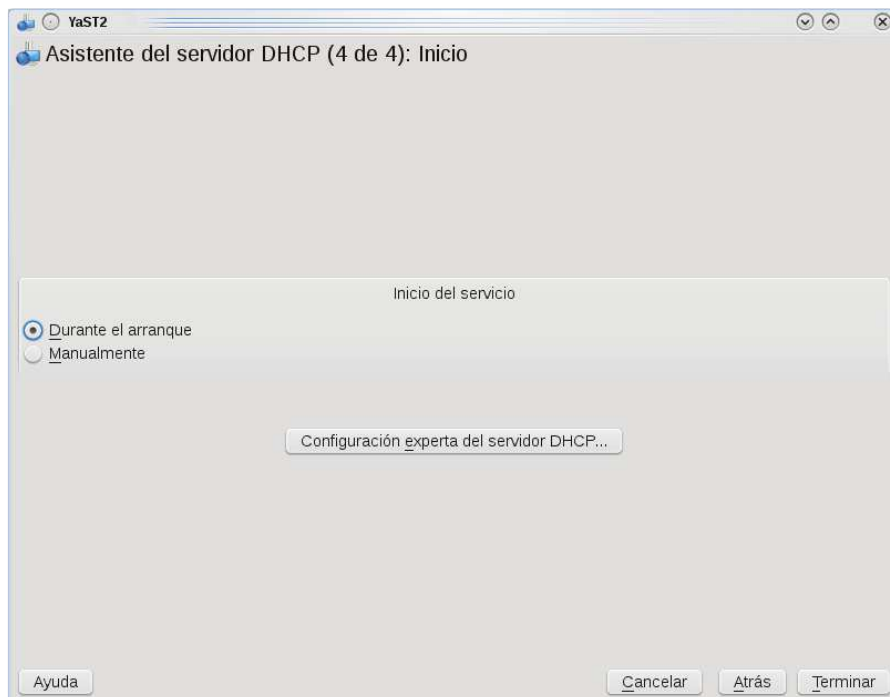 YaST2
Asistente del servidor DHCP (4 de 4): Inicio
Inicio del servicio
Durante el arranque
Manualmente
Configuración experta del servidor DHCP...
Ayuda
Cancelar
Atrás
Terminar